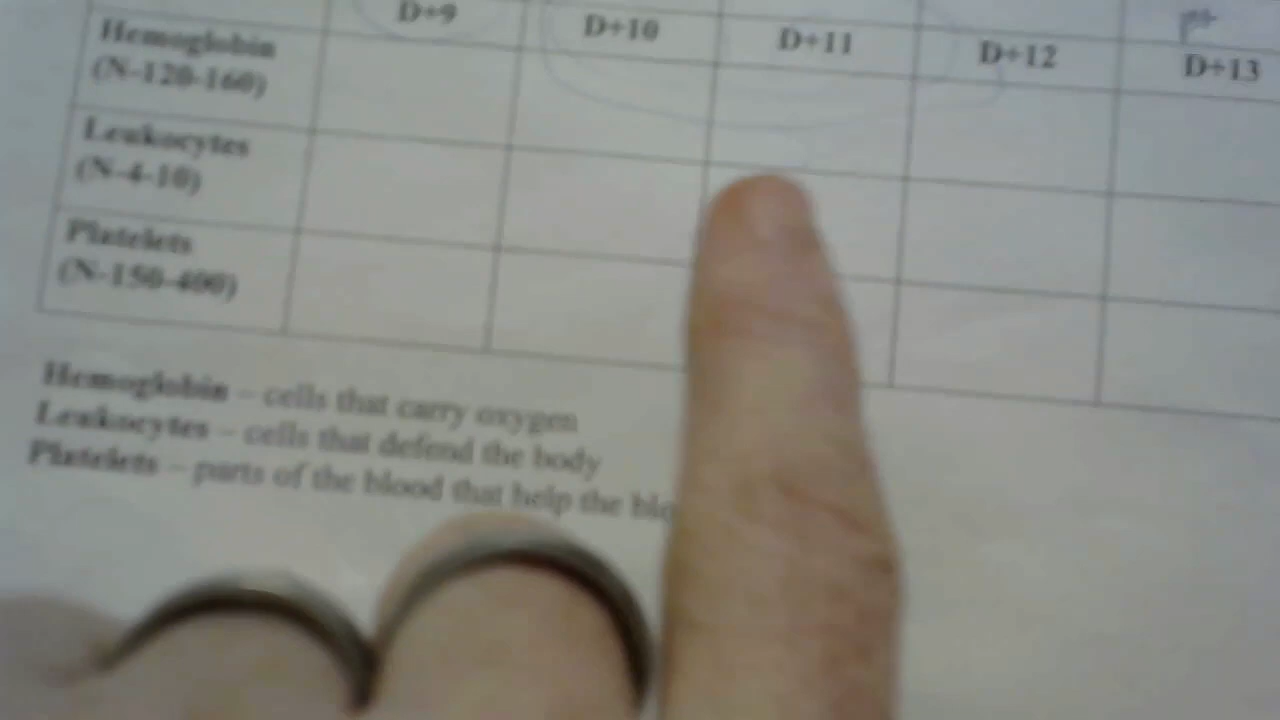 D+9 D+10 D+11 D+12 D+13
Hemoglobin
(N-120-160)
Leukocytes
(N-4-10)
Platelets
(N-150-400)
Hemoglobin – cells that carry oxygen
Leukocytes – cells that defend the body
Platelets – parts of the blood that help the